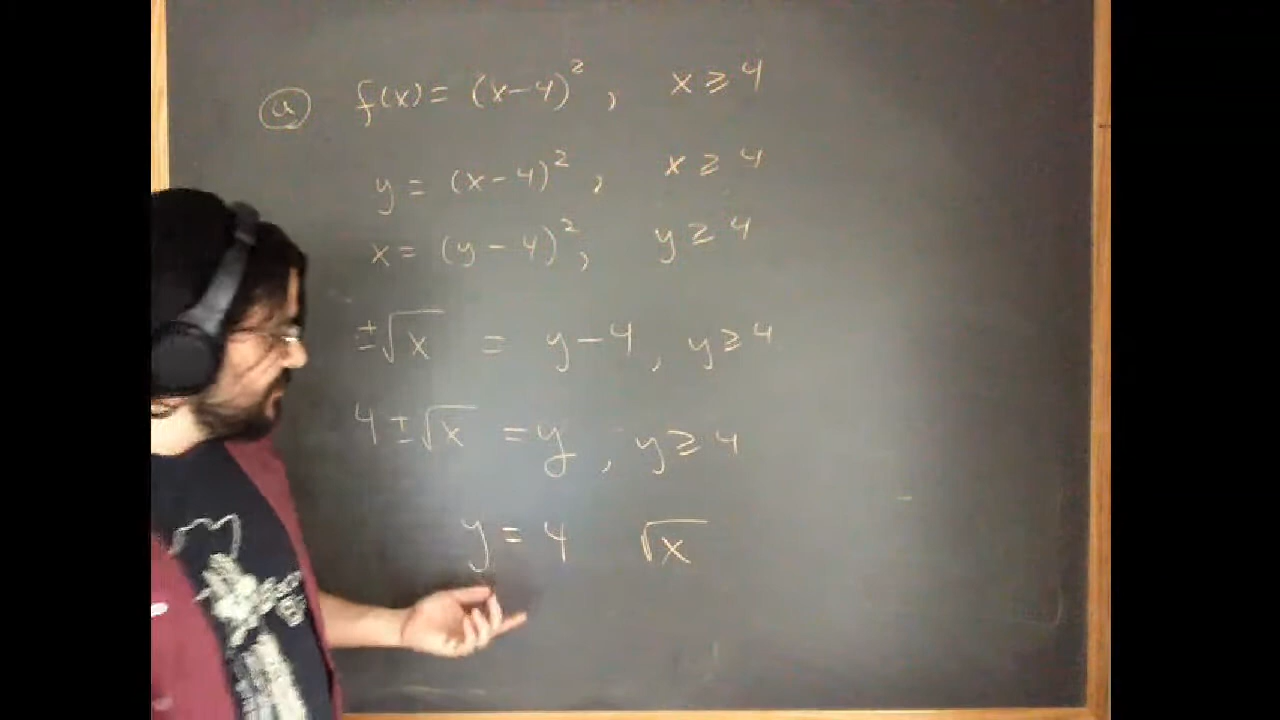 a f(x) = (x-4)², x ≥ 4
y = (x-4)², x ≥ 4
x = (y-4)², y ≥ 4
±√x = y-4, y ≥ 4
4 ± √x = y, y ≥ 4
y = 4 √x